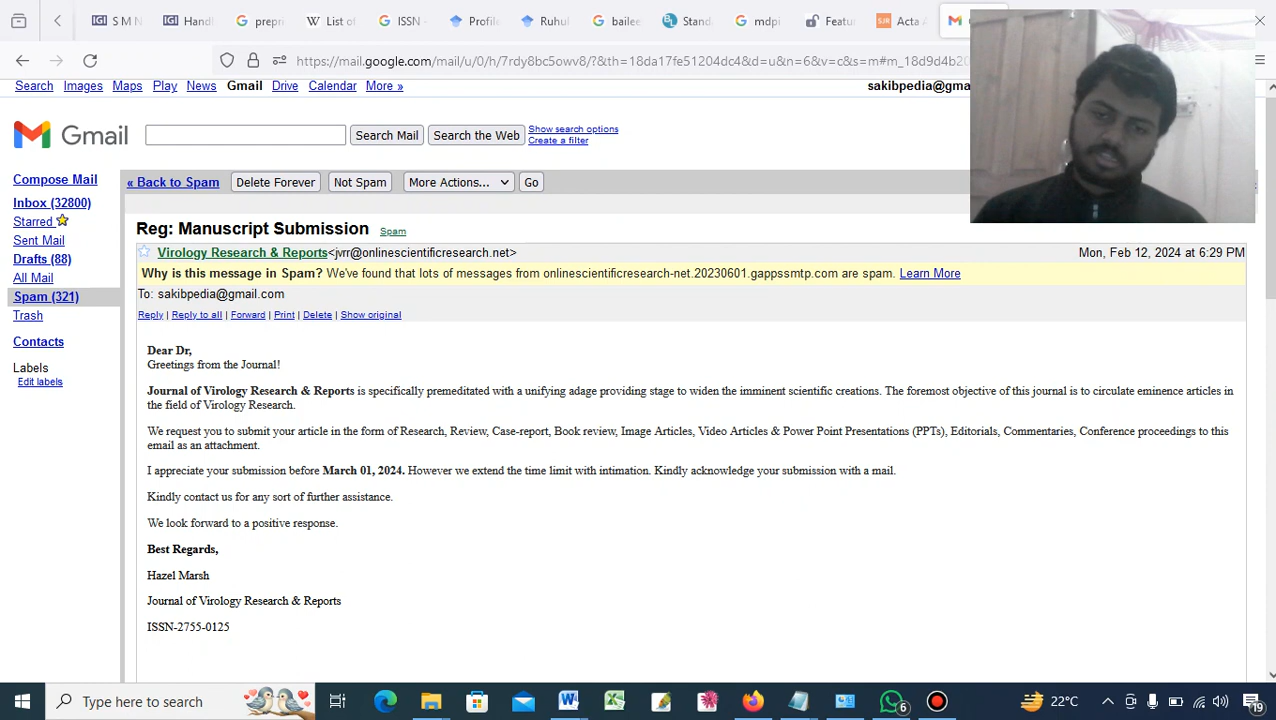 S M N
Handl
prepr
List o
ISSN -
Profile
Ruhul
bailee
Stand
mdpi
Featu
Acta A
https://mail.google.com/mail/u/0/h/7rdy8bc
wv8/?&th=18da17fe51204dc4&d=u&n=6&v=c&s=m#m_18d9d4b20
Search Images Maps Play News Gmail Drive Calendar More »
sakibpedia@gma
Gmail
Search Mail
Search the Web
Show search options
Create a filter
Compose Mail
Inbox (32800)
Starred
Sent Mail
Drafts (88)
All Mail
Spam (321)
Trash
Contacts
Labels
Edit labels
« Back to Spam
Delete Forever
Not Spam
More Actions...
Go
Reg: Manuscript Submission Spam
Virology Research & Reports<jvrr@onlinescientificresearch.net>
Mon, Feb 12, 2024 at 6:29 PM
Why is this message in Spam? We've found that lots of messages from onlinescientificresearch-net.20230601.gappssmtp.com are spam. Learn More
To: sakibpedia@gmail.com
Reply | Reply to all | Forward | Print | Delete | Show original
Dear Dr,
Greetings from the Journal!
Journal of Virology Research & Reports is specifically premeditated with a unifying adage providing stage to widen the imminent scientific creations. The foremost objective of this journal is to circulate eminence articles in
the field of Virology Research.
We request you to submit your article in the form of Research, Review, Case-report, Book review, Image Articles, Video Articles & Power Point Presentations (PPTs), Editorials, Commentaries, Conference proceedings to this
email as an attachment.
I appreciate your submission before March 01, 2024. However we extend the time limit with intimation. Kindly acknowledge your submission with a mail.
Kindly contact us for any sort of further assistance.
We look forward to a positive response.
Best Regards,
Hazel Marsh
Journal of Virology Research & Reports
ISSN-2755-0125
Type here to search
6
22°C
19